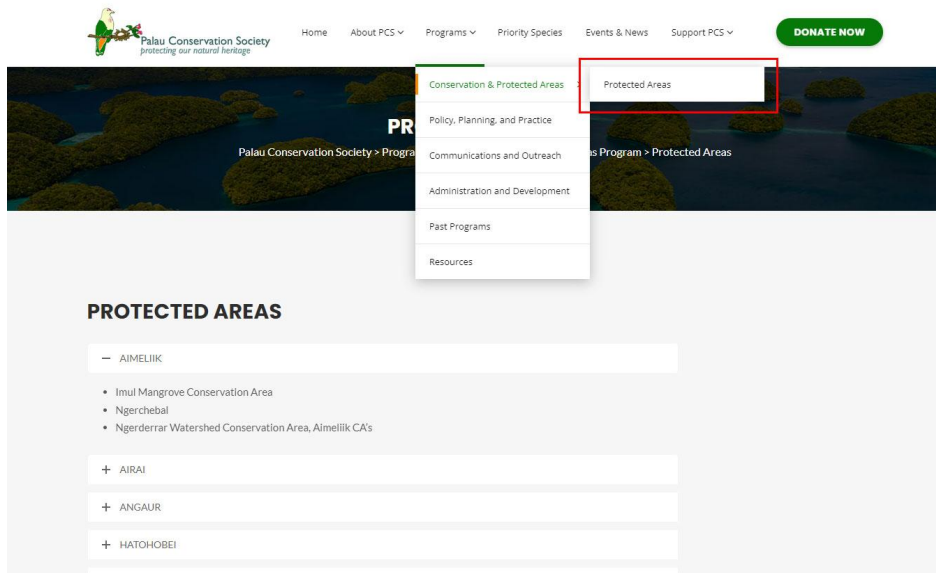 Palau Conservation Society
protecting our natural heritage
Home
About PCS
Programs
Priority Species
Events & News
Support PCS
DONATE NOW
Conservation & Protected Areas
Protected Areas
Policy, Planning, and Practice
Communications and Outreach
Administration and Development
Past Programs
Resources
Palau Conservation Society > Program > Protected Areas
PROTECTED AREAS
AIMELIIK
• Imul Mangrove Conservation Area
• Ngerchebal
• Ngerderrar Watershed Conservation Area, Aimeliik CA's
AIRAI
ANGAUR
HATOHOBEI